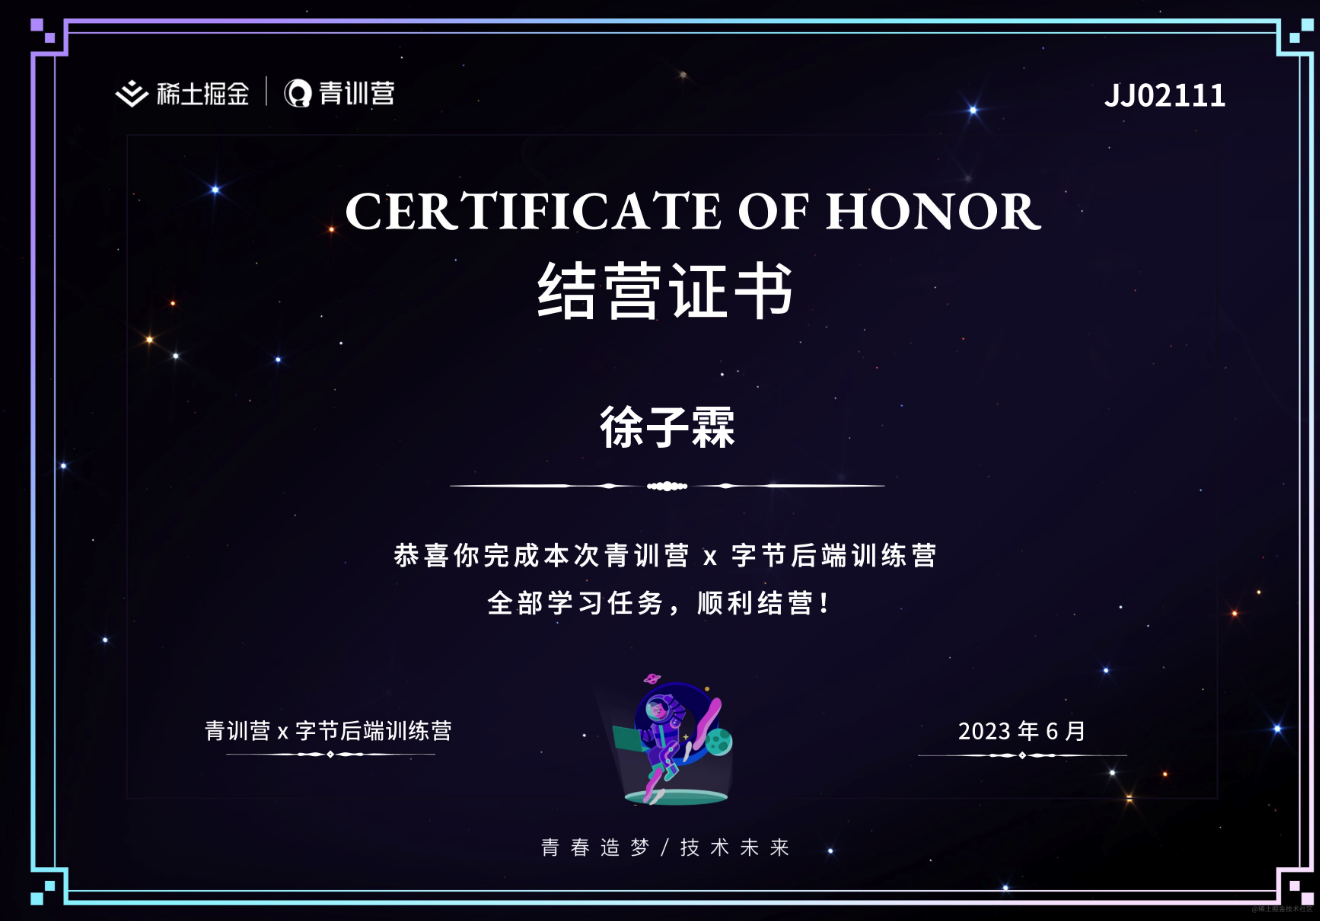 稀土掘金 | 青训营
JJ02111
CERTIFICATE OF HONOR
结营证书
徐子霖
恭喜你完成本次青训营 x 字节后端训练营
全部学习任务，顺利结营！
青训营 x 字节后端训练营
2023 年 6 月
青春造梦/技术未来
@稀土掘金技术社区